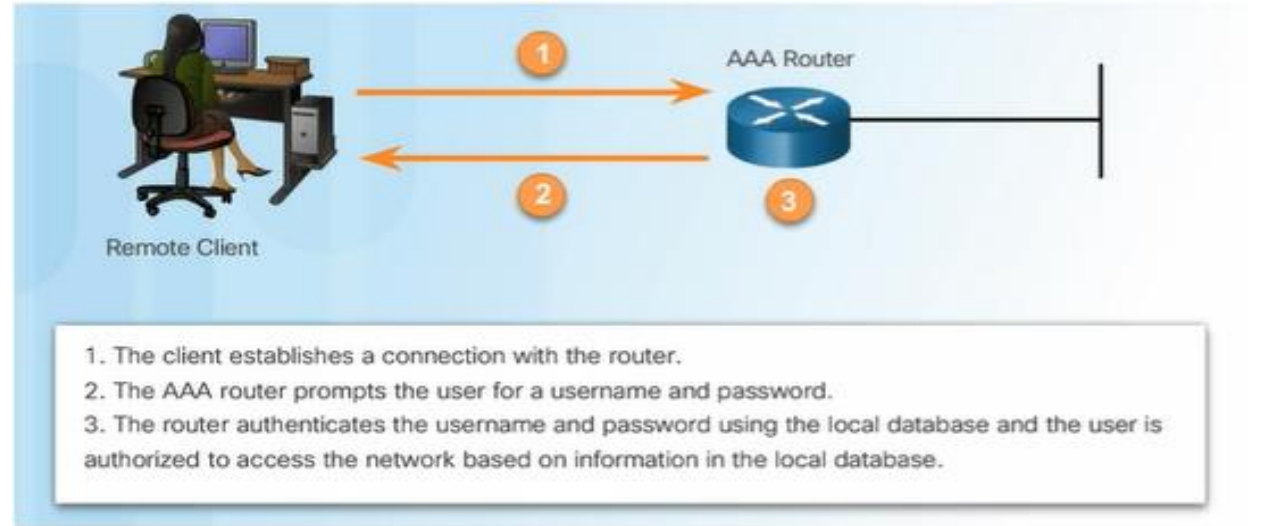 1
AAA Router
2
3
Remote Client
1. The client establishes a connection with the router.
2. The AAA router prompts the user for a username and password.
3. The router authenticates the username and password using the local database and the user is
authorized to access the network based on information in the local database.